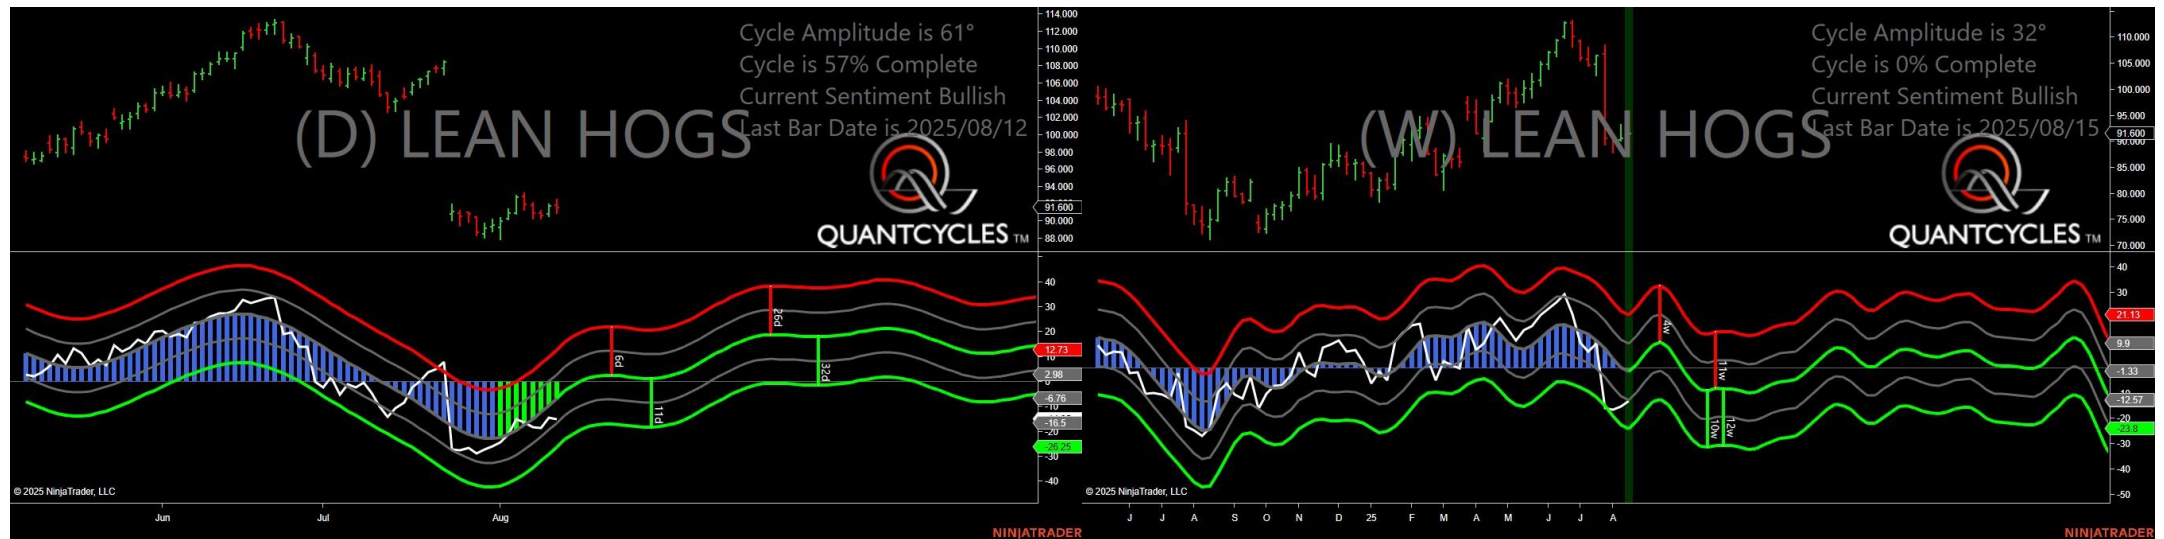 Cycle Amplitude is 61°
Cycle is 57% Complete
Current Sentiment Bullish
Last Bar Date is 2025/08/12
(D) LEAN HOGS
QUANTCYCLES TM
114.000
112.000
110.000
108.000
106.000
104.000
102.000
100.000
98.000
96.000
94.000
91.600
90.000
88.000
40
30
20
12.73
10
2.98
0
-6.76
-10
-16.5
-20
-26.25
-30
-40
6d
11d
26d
32d
© 2025 NinjaTrader, LLC
Jun
Jul
Aug
NINJATRADER
Cycle Amplitude is 32°
Cycle is 0% Complete
Current Sentiment Bullish
Last Bar Date is 2025/08/15
(W) LEAN HOGS
QUANTCYCLES TM
110.000
105.000
100.000
95.000
91.600
90.000
85.000
80.000
75.000
70.000
40
30
21.13
9.9
-1.33
-10
-12.57
-20
-23.8
-30
-40
-50
4w
11w
10w
12w
© 2025 NinjaTrader, LLC
J
J
A
S
O
N
D
25
F
M
A
M
J
J
A
NINJATRADER